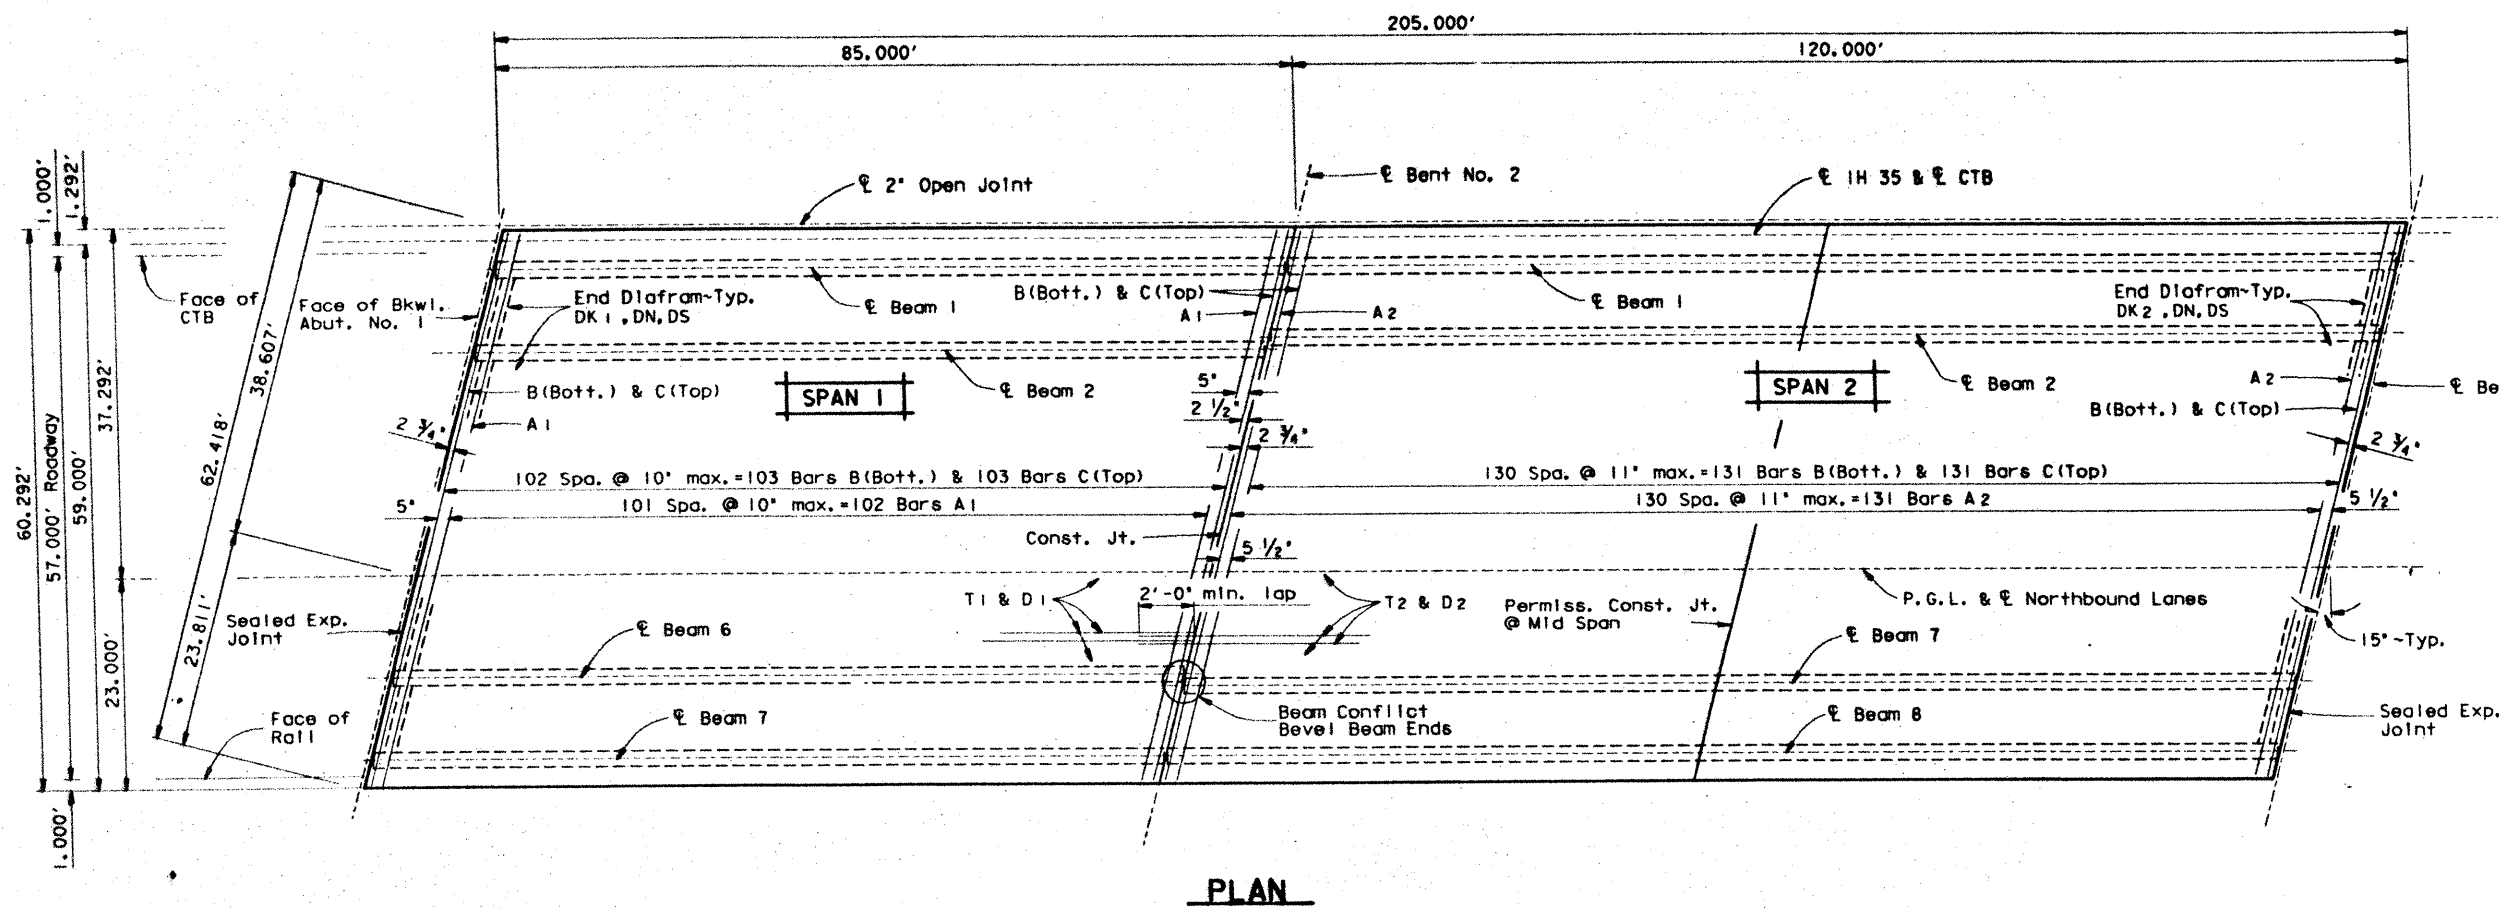 205.000'
85.000'
120.000'
1.000'
1.292'
℄ 2" Open Joint
℄ Bent No. 2
℄ IH 35 & ℄ CTB
Face of
CTB
Face of Bkwl.
Abut. No. 1
End Diafram~Typ.
DK 1 ,DN,DS
℄ Beam 1
B(Bott.) & C(Top)
A 1
A 2
℄ Beam 1
End Diafram~Typ.
DK 2 ,DN,DS
38.607'
62.418'
37.292'
60.292'
57.000' Roadway
59.000'
B(Bott.) & C(Top)
A 1
2 ¾"
SPAN 1
℄ Beam 2
5"
2 ½"
2 ¾"
SPAN 2
℄ Beam 2
A 2
B(Bott.) & C(Top)
℄ Be
2 ¾"
102 Spa. @ 10" max.=103 Bars B(Bott.) & 103 Bars C(Top)
130 Spa. @ 11" max.=131 Bars B(Bott.) & 131 Bars C(Top)
5"
101 Spa. @ 10" max.=102 Bars A 1
130 Spa. @ 11" max.=131 Bars A 2
5 ½"
Const. Jt.
5 ½"
T1 & D1
2'-0" min. lap
T2 & D2
Permiss. Const. Jt.
@ Mid Span
P.G.L. & ℄ Northbound Lanes
Sealed Exp.
Joint
23.811'
23.000'
℄ Beam 6
℄ Beam 7
15°~Typ.
Face of
Rail
℄ Beam 7
Beam Conflict
Bevel Beam Ends
℄ Beam 8
Sealed Exp.
Joint
1.000'
PLAN